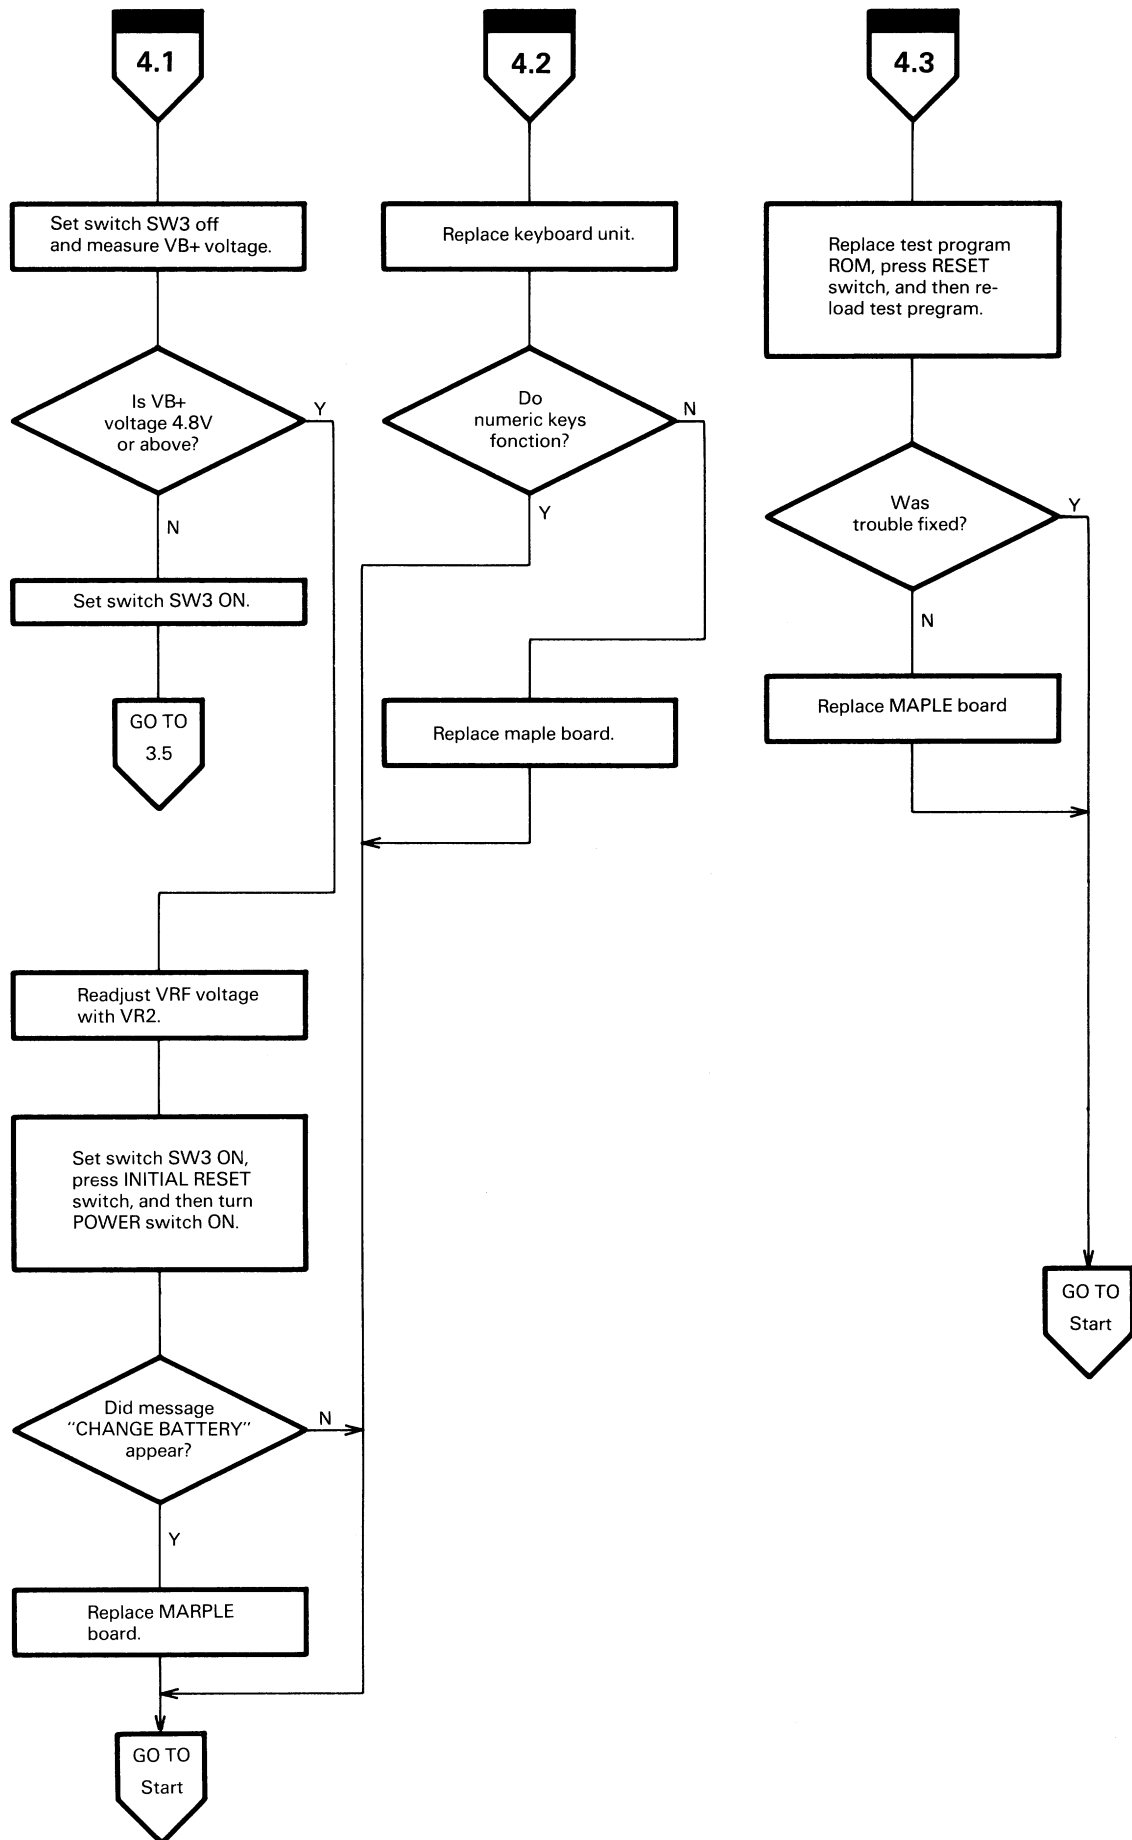 4.1
Set switch SW3 off
and measure VB+ voltage.
Is VB+
voltage 4.8V
or above?
Y
N
Set switch SW3 ON.
GO TO
3.5
Readjust VRF voltage
with VR2.
Set switch SW3 ON,
press INITIAL RESET
switch, and then turn
POWER switch ON.
Did message
"CHANGE BATTERY"
appear?
N
Y
Replace MARPLE
board.
GO TO
Start
4.2
Replace keyboard unit.
Do
numeric keys
fonction?
N
Y
Replace maple board.
4.3
Replace test program
ROM, press RESET
switch, and then re-
load test pregram.
Was
trouble fixed?
Y
N
Replace MAPLE board
GO TO
Start